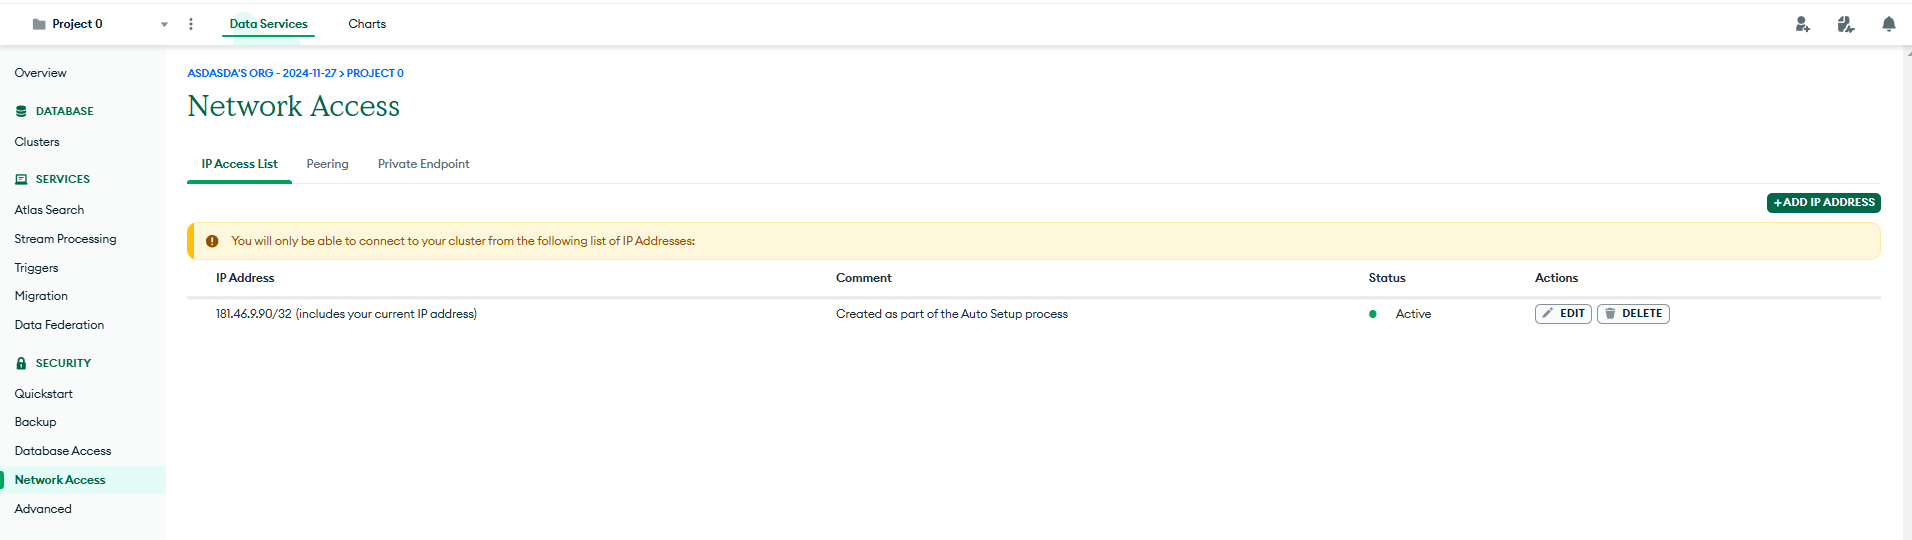 Project 0
Data Services
Charts
Overview
DATABASE
Clusters
SERVICES
Atlas Search
Stream Processing
Triggers
Migration
Data Federation
SECURITY
Quickstart
Backup
Database Access
Network Access
Advanced
ASDASDA'S ORG - 2024-11-27 > PROJECT 0
Network Access
IP Access List
Peering
Private Endpoint
+ ADD IP ADDRESS
You will only be able to connect to your cluster from the following list of IP Addresses:
IP Address Comment Status Actions
181.46.9.90/32 (includes your current IP address) Created as part of the Auto Setup process Active EDIT DELETE